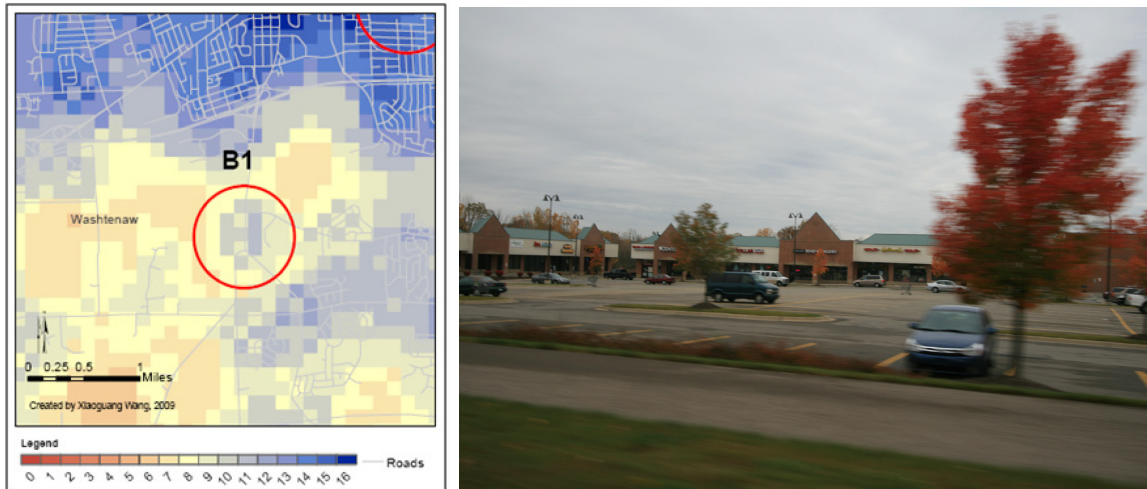 B1
Washtenaw
0 0.25 0.5 1
Miles
Created by Xiaoguang Wang, 2009
Legend
0 1 2 3 4 5 6 7 8 9 10 11 12 13 14 15 16
Roads